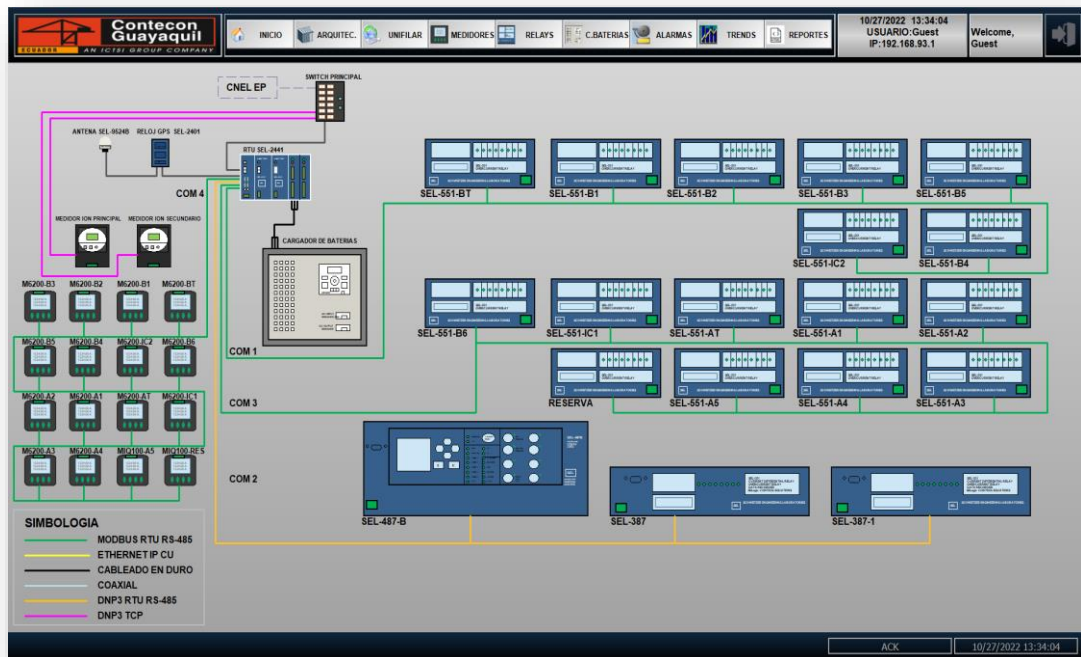 Contecon
Guayaquil
ECUADOR
AN ICTSI GROUP COMPANY
INICIO
ARQUITEC.
UNIFILAR
MEDIDORES
RELAYS
C.BATERIAS
ALARMAS
TRENDS
REPORTES
10/27/2022 13:34:04
USUARIO:Guest
IP:192.168.93.1
Welcome,
Guest
SWITCH PRINCIPAL
CNEL EP
ANTENA SEL-9524B
RELOJ GPS SEL-2401
RTU SEL-2441
COM 4
MEDIDOR ION PRINCIPAL
MEDIDOR ION SECUNDARIO
CARGADOR DE BATERIAS
SEL-551-BT
SEL-551-B1
SEL-551-B2
SEL-551-B3
SEL-551-B5
SEL-551-IC2
SEL-551-B4
M6200-B3
M6200-B2
M6200-B1
M6200-BT
SEL-551-B6
SEL-551-IC1
SEL-551-AT
SEL-551-A1
SEL-551-A2
M6200-B5
M6200-B4
M6200-IC2
M6200-B6
COM 1
M6200-A2
M6200-A1
M6200-AT
M6200-IC1
COM 3
RESERVA
SEL-551-A5
SEL-551-A4
SEL-551-A3
M6200-A3
M6200-A4
MIQ100-A5
MIQ100-RES
COM 2
SEL-487-B
SEL-387
SEL-387-1
SIMBOLOGIA
MODBUS RTU RS-485
ETHERNET IP CU
CABLEADO EN DURO
COAXIAL
DNP3 RTU RS-485
DNP3 TCP
ACK
10/27/2022 13:34:04